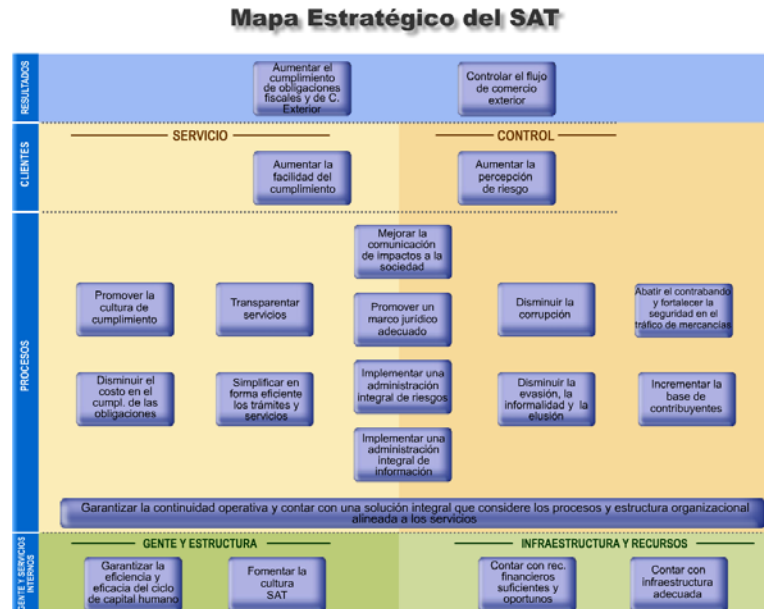 Mapa Estratégico del SAT
RESULTADOS
Aumentar el
cumplimiento
de obligaciones
fiscales y de C.
Exterior
Controlar el flujo
de comercio
exterior
CLIENTES
SERVICIO
CONTROL
Aumentar la
facilidad del
cumplimiento
Aumentar la
percepción
de riesgo
PROCESOS
Mejorar la
comunicación
de impactos a la
sociedad
Promover la
cultura de
cumplimiento
Transparentar
servicios
Promover un
marco jurídico
adecuado
Disminuir la
corrupción
Abatir el contrabando
y fortalecer la
seguridad en el
tráfico de mercancías
Disminuir el
costo en el
cumpl. de las
obligaciones
Simplificar en
forma eficiente
los trámites y
servicios
Implementar una
administración
integral de riesgos
Disminuir la
evasión, la
informalidad y la
elusión
Incrementar la
base de
contribuyentes
Implementar una
administración
integral de
información
Garantizar la continuidad operativa y contar con una solución integral que considere los procesos y estructura organizacional
alineada a los servicios
GENTE Y SERVICIOS
INTERNOS
GENTE Y ESTRUCTURA
INFRAESTRUCTURA Y RECURSOS
Garantizar la
eficiencia y
eficacia del ciclo
de capital humano
Fomentar la
cultura
SAT
Contar con rec.
financieros
suficientes y
oportunos
Contar con
infraestructura
adecuada